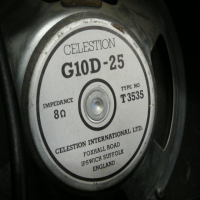 CELESTION
G10D-25
IMPEDANCE
8Ω
TYPE NO
T3535
CELESTION INTERNATIONAL LTD.
FOXHALL ROAD
IPSWICH SUFFOLK
ENGLAND